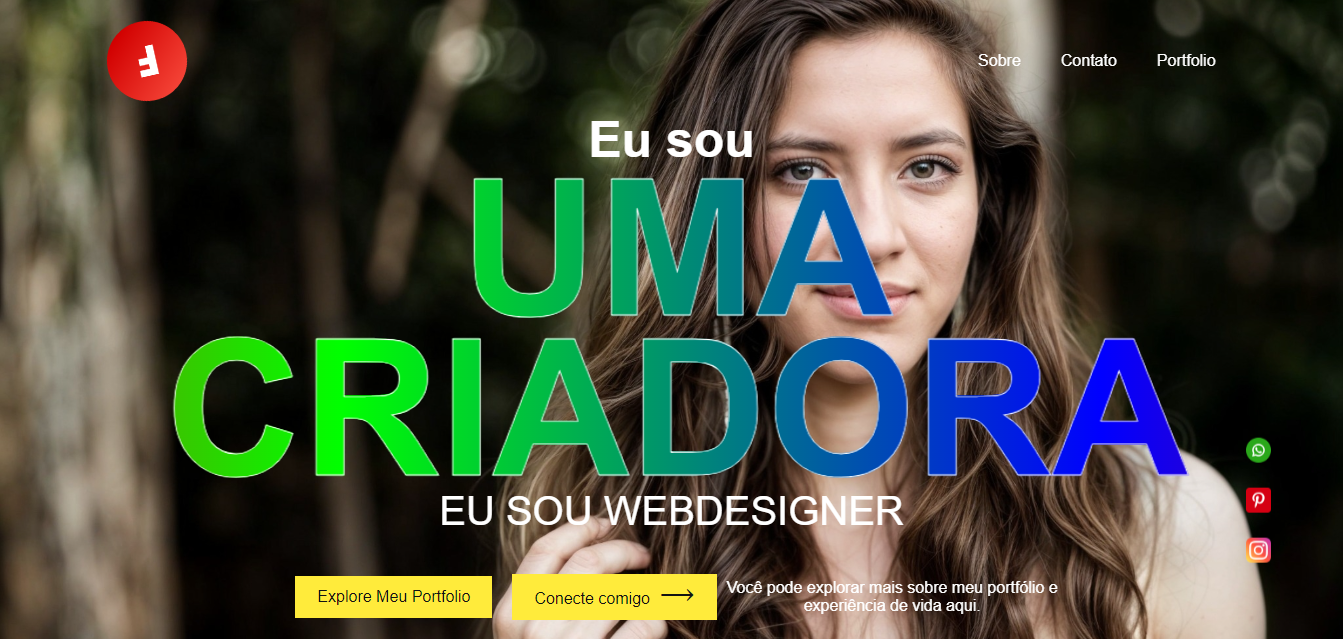 Sobre Contato Portfolio
Eu sou
UMA
CRIADORA
EU SOU WEBDESIGNER
Explore Meu Portfolio
Conecte comigo
Você pode explorar mais sobre meu portfólio e
experiência de vida aqui.